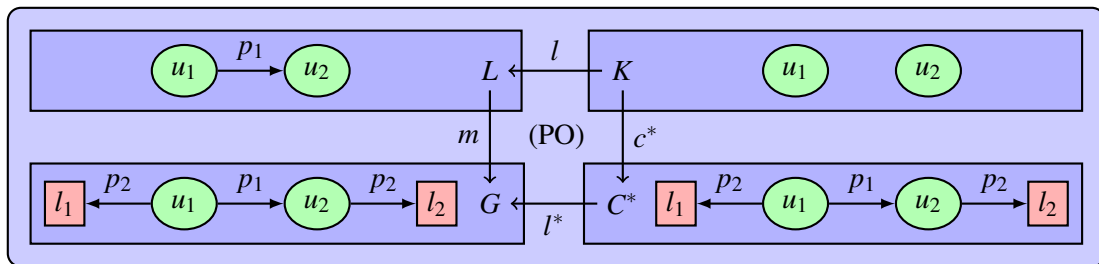 p₁ l
u₁ u₂ L K u₁ u₂
m (PO) c*
p₂ p₁ p₂ p₂ p₁ p₂
l₁ u₁ u₂ l₂ G C* l₁ u₁ u₂ l₂
l*